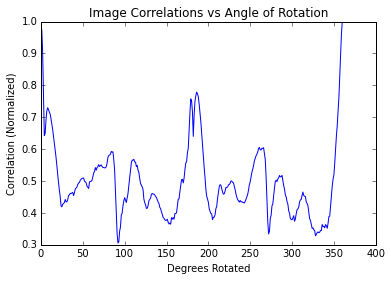 Image Correlations vs Angle of Rotation
Correlation (Normalized)
1.0
0.9
0.8
0.7
0.6
0.5
0.4
0.3
0 50 100 150 200 250 300 350 400
Degrees Rotated